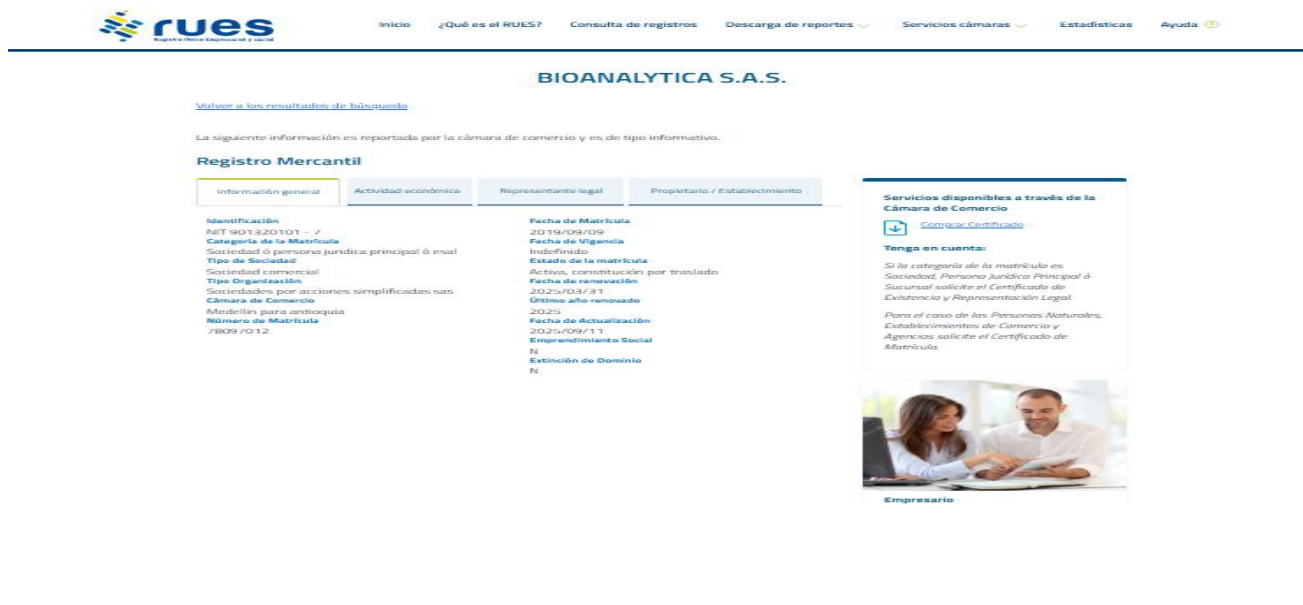 rues
Registro Único Empresarial y Social
Inicio
¿Qué es el RUES?
Consulta de registros
Descarga de reportes
Servicios cámaras
Estadísticas
Ayuda
BIOANALYTICA S.A.S.
Volver a los resultados de búsqueda
La siguiente información es reportada por la cámara de comercio y es de tipo informativo.
Registro Mercantil
Información general
Actividad económica
Representante legal
Propietario / Establecimiento
Identificación
NIT 901320101 - 7
Categoria de la Matrícula
Sociedad ó persona juridica principal ó esal
Tipo de Sociedad
Sociedad comercial
Tipo Organización
Sociedades por acciones simplificadas sas
Cámara de Comercio
Medellin para antioquia
Número de Matrícula
78097012
Fecha de Matrícula
2019/09/09
Fecha de Vigencia
Indefinido
Estado de la matrícula
Activa, constitución por traslado
Fecha de renovación
2025/03/31
Último año renovado
2025
Fecha de Actualización
2025/09/11
Emprendimiento Social
N
Extinción de Dominio
N
Servicios disponibles a través de la
Cámara de Comercio
Comprar Certificado
Tenga en cuenta:
Si la categoría de la matrícula es
Sociedad, Persona Jurídica Principal ó
Sucursal solicite el Certificado de
Existencia y Representación Legal.
Para el caso de las Personas Naturales,
Establecimientos de Comercio y
Agencias solicite el Certificado de
Matrícula.
Empresario